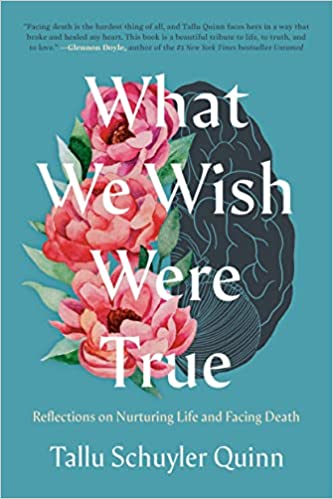 "Facing death is the hardest thing of all, and Tallu Quinn faces hers in a way that
broke and healed my heart. This book is a beautiful tribute to life, to truth, and
to love." —Glennon Doyle, author of the #1 New York Times bestseller Untamed
What
We Wish
Were
True
Reflections on Nurturing Life and Facing Death
Tallu Schuyler Quinn